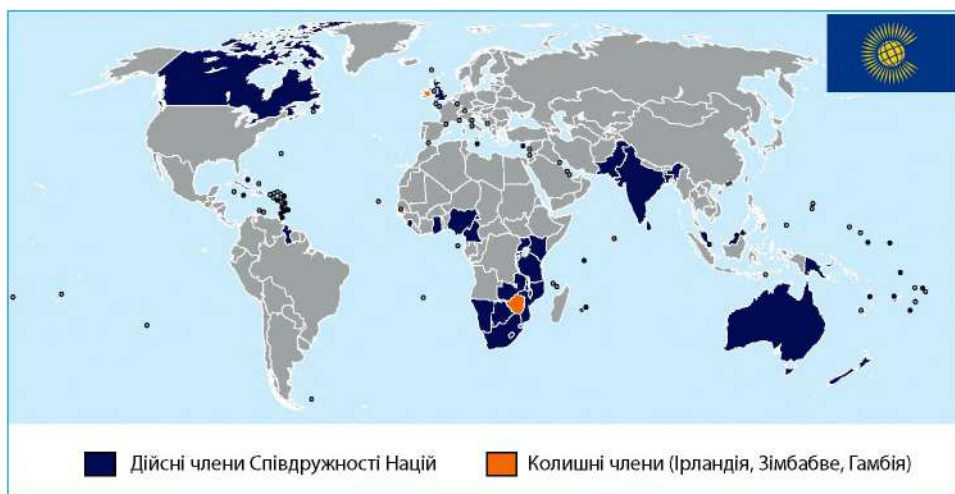 Дійсні члени Співдружності Націй
Колишні члени (Ірландія, Зімбабве, Гамбія)